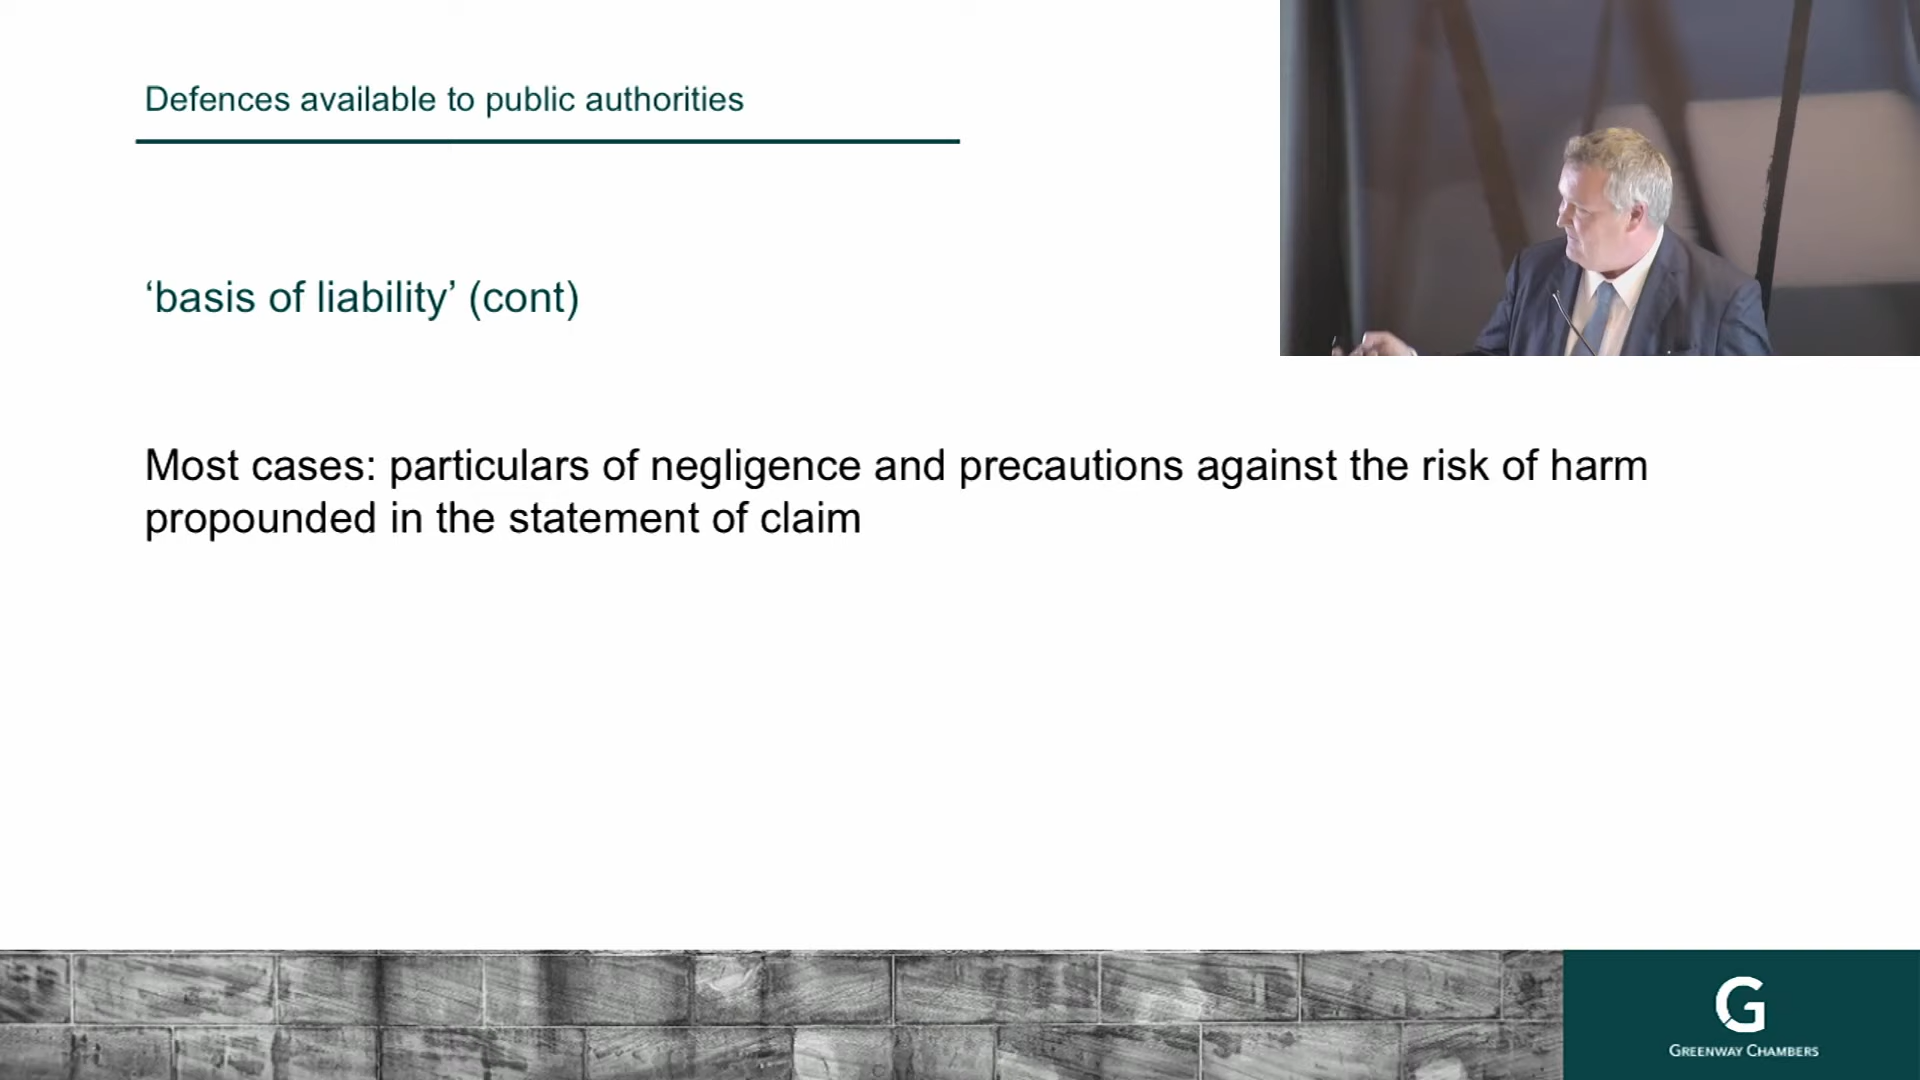 Defences available to public authorities
‘basis of liability’ (cont)
Most cases: particulars of negligence and precautions against the risk of harm
propounded in the statement of claim
G
GREENWAY CHAMBERS